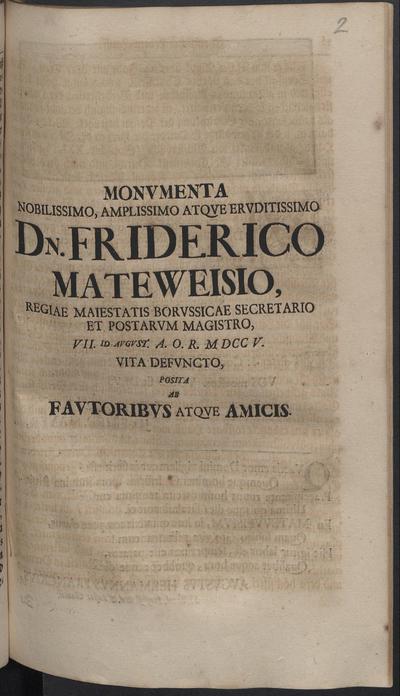 2
MONVMENTA
NOBILISSIMO, AMPLISSIMO ATQVE ERVDITISSIMO
DN. FRIDERICO
MATEWEISIO,
REGIAE MAIESTATIS BORVSSICAE SECRETARIO
ET POSTARVM MAGISTRO,
VII. ID AVGVST. A. O. R. MDCC V.
VITA DEFVNCTO,
POSITA
AB
FAVTORIBVS ATQVE AMICIS.